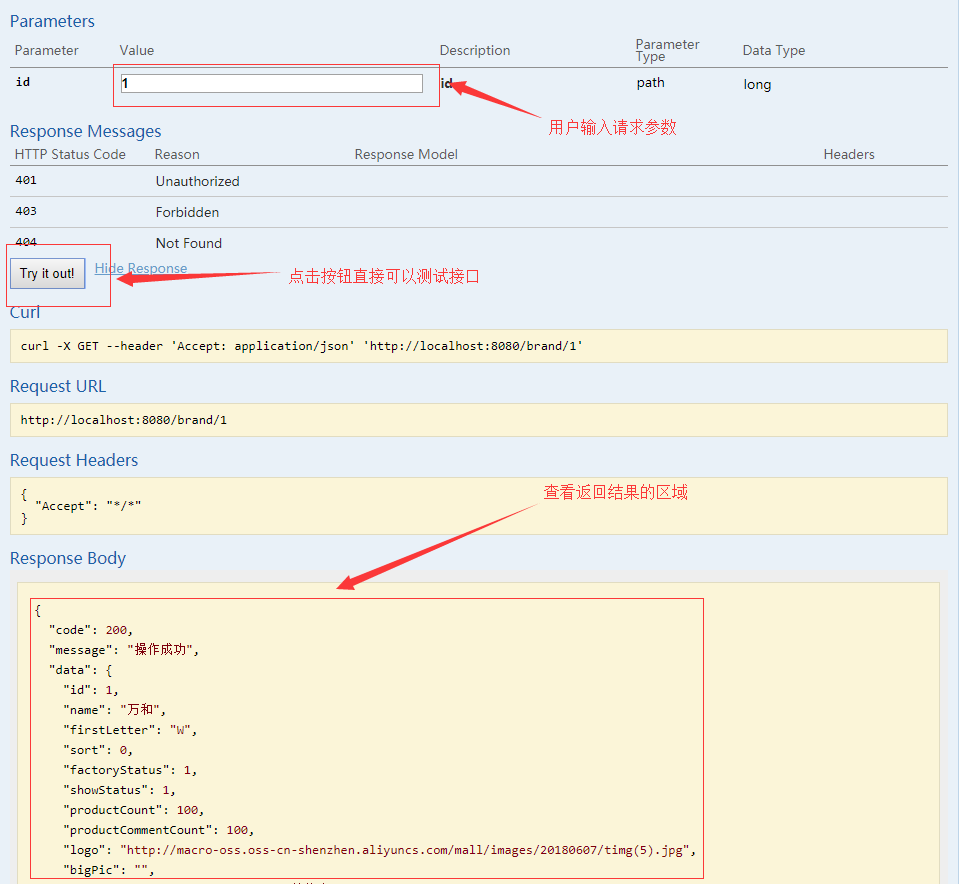 Parameters
Parameter Value Description Parameter Type Data Type
id 1 id path long
用户输入请求参数
Response Messages
HTTP Status Code Reason Response Model Headers
401 Unauthorized
403 Forbidden
404 Not Found
Try it out! Hide Response
点击按钮直接可以测试接口
Curl
curl -X GET --header 'Accept: application/json' 'http://localhost:8080/brand/1'
Request URL
http://localhost:8080/brand/1
Request Headers
{
"Accept": "*/*"
}
查看返回结果的区域
Response Body
{
"code": 200,
"message": "操作成功",
"data": {
"id": 1,
"name": "万和",
"firstLetter": "W",
"sort": 0,
"factoryStatus": 1,
"showStatus": 1,
"productCount": 100,
"productCommentCount": 100,
"logo": "http://macro-oss.oss-cn-shenzhen.aliyuncs.com/mall/images/20180607/timg(5).jpg",
"bigPic": "",